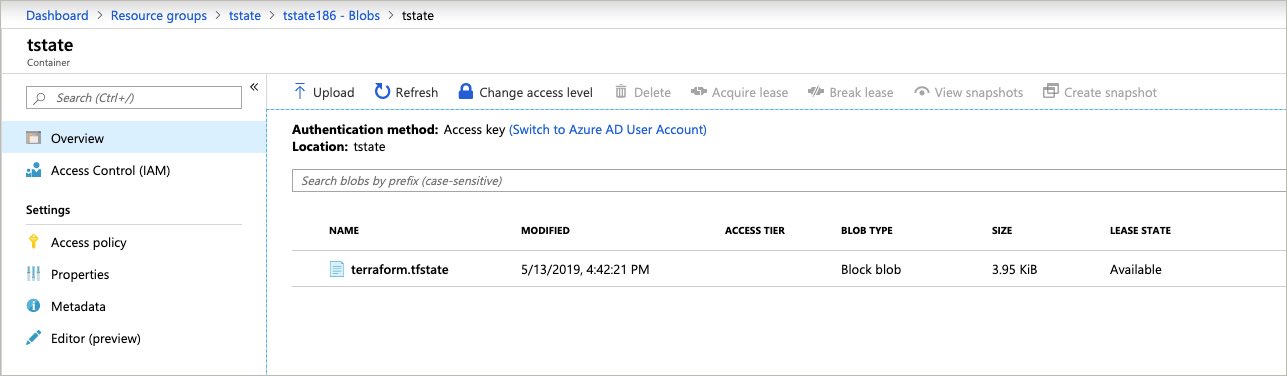 Dashboard > Resource groups > tstate > tstate186 - Blobs > tstate
tstate
Container
Search (Ctrl+/)
«
Overview
Access Control (IAM)
Settings
Access policy
Properties
Metadata
Editor (preview)
Upload Refresh Change access level Delete Acquire lease Break lease View snapshots Create snapshot
Authentication method: Access key (Switch to Azure AD User Account)
Location: tstate
Search blobs by prefix (case-sensitive)
NAME MODIFIED ACCESS TIER BLOB TYPE SIZE LEASE STATE
terraform.tfstate 5/13/2019, 4:42:21 PM Block blob 3.95 KiB Available